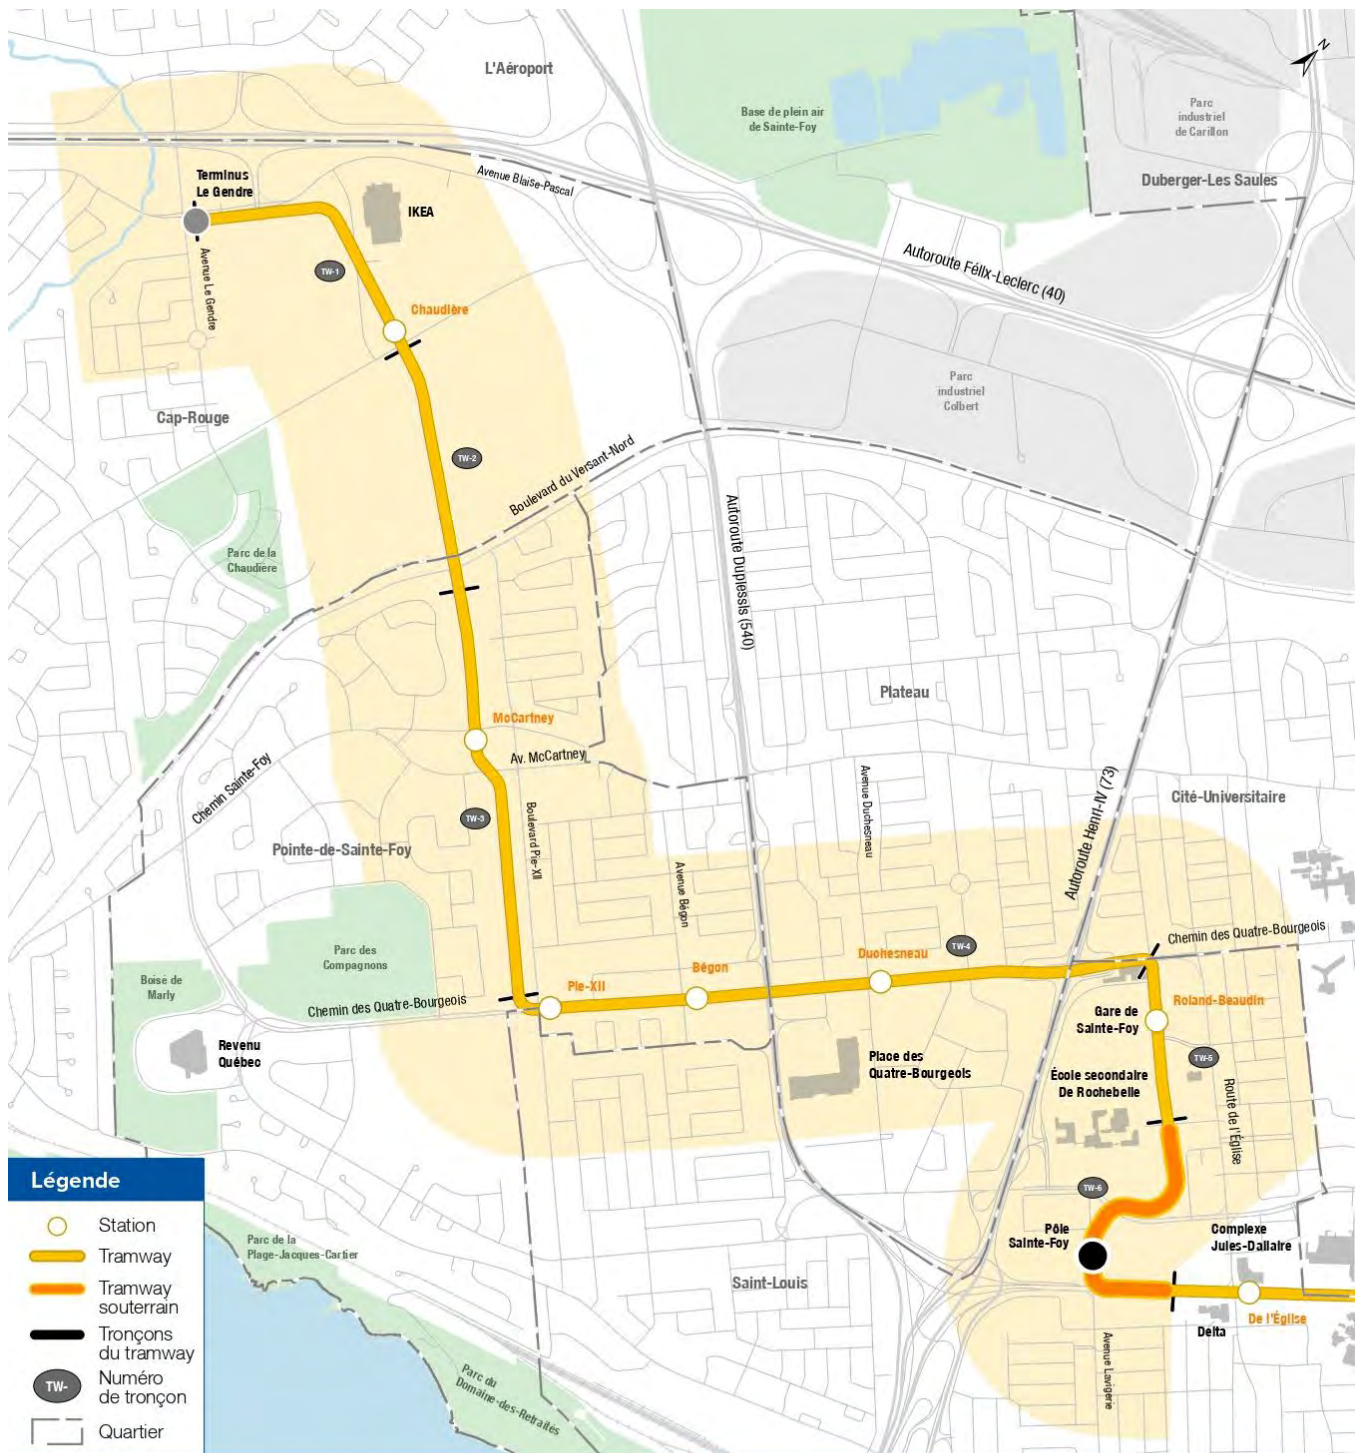 L'Aéroport
N
Base de plein air
de Sainte-Foy
Parc
industriel
de Carillon
Duberger-Les Saules
Terminus
Le Gendre
Avenue Blaise-Pascal
IKEA
Avenue Le Gendre
TW-1
Autoroute Félix-Leclerc (40)
Chaudière
Parc
industriel
Colbert
Cap-Rouge
TW-2
Boulevard du Versant-Nord
Parc de la
Chaudière
Autoroute Duplessis (540)
Plateau
McCartney
Av. McCartney
Chemin Sainte-Foy
Avenue Duchesneau
Autoroute Henri-IV (73)
Cité-Universitaire
TW-3
Boulevard Pie-XII
Pointe-de-Sainte-Foy
Avenue Bégon
Chemin des Quatre-Bourgeois
TW-4
Parc des
Compagnons
Duchesneau
Bégon
Pie-XII
Boisé de
Marly
Chemin des Quatre-Bourgeois
Roland-Beaudin
Gare de
Sainte-Foy
Revenu
Québec
Place des
Quatre-Bourgeois
TW-5
École secondaire
De Rochebelle
Route de l'Église
TW-6
Pôle
Sainte-Foy
Complexe
Jules-Dallaire
Parc de la
Plage-Jacques-Cartier
Saint-Louis
De l'Église
Delta
Avenue Lavigerie
Parc du
Domaine-des-Retraités
Légende
Station
Tramway
Tramway
souterrain
Tronçons
du tramway
TW-
Numéro
de tronçon
Quartier